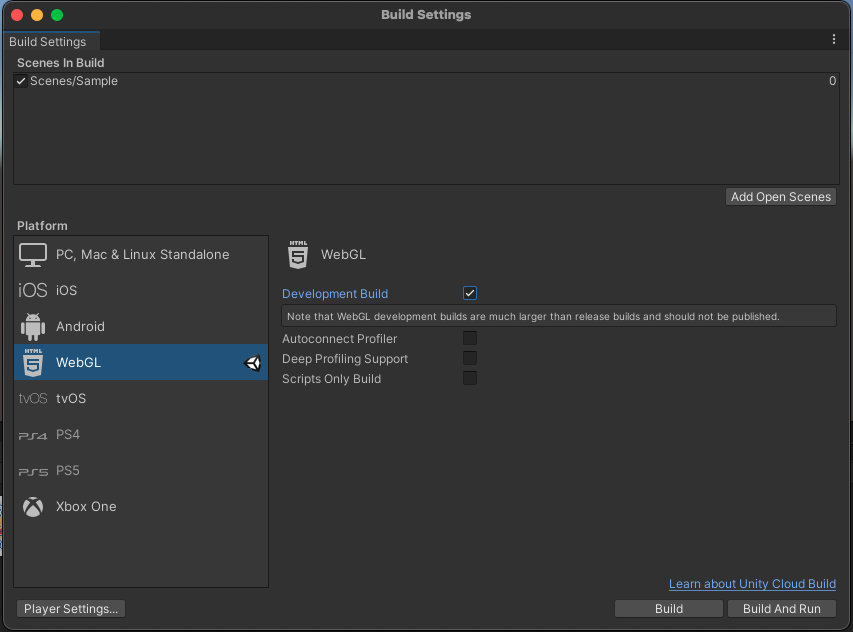 Build Settings
Build Settings
Scenes In Build
Scenes/Sample 0
Add Open Scenes
Platform
PC, Mac & Linux Standalone
iOS iOS
Android
HTML 5 WebGL
tvOS tvOS
PS4 PS4
PS5 PS5
Xbox One
HTML 5 WebGL
Development Build
Note that WebGL development builds are much larger than release builds and should not be published.
Autoconnect Profiler
Deep Profiling Support
Scripts Only Build
Learn about Unity Cloud Build
Player Settings... Build Build And Run